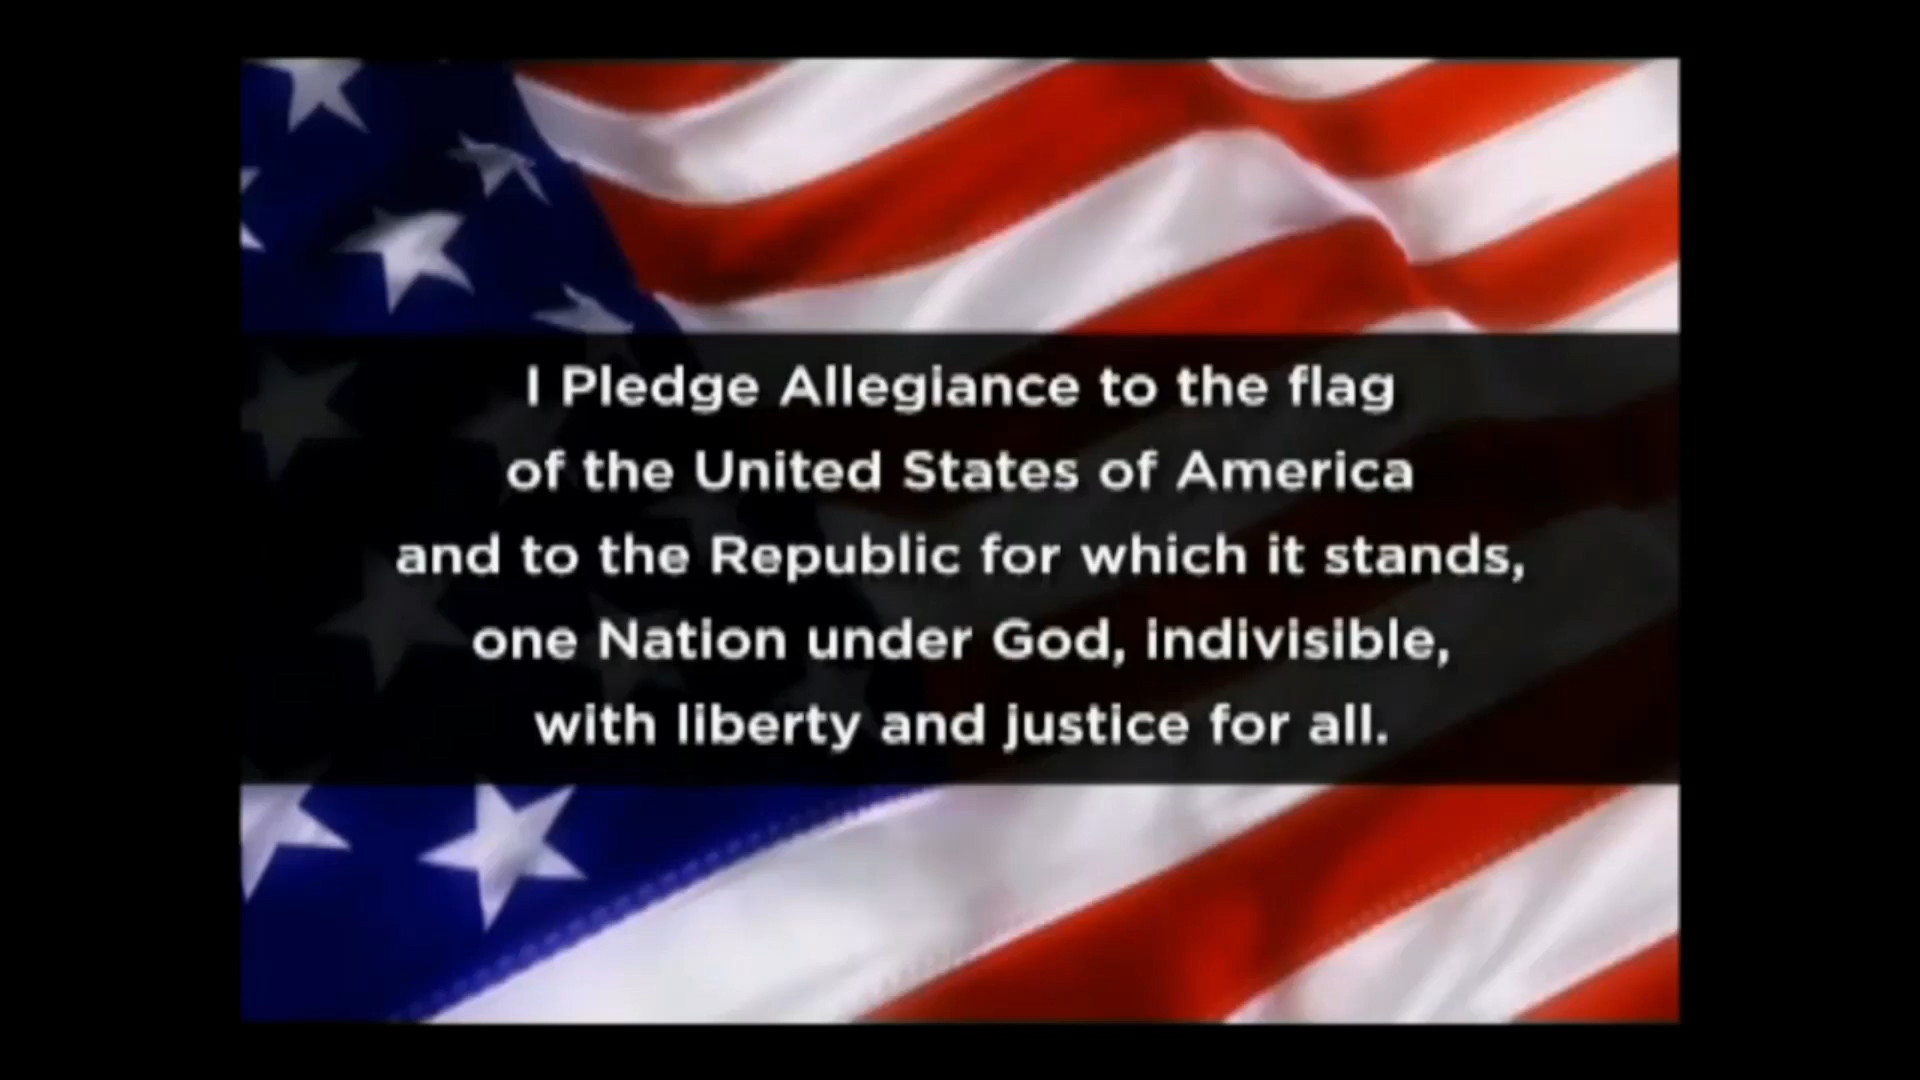 I Pledge Allegiance to the flag
of the United States of America
and to the Republic for which it stands,
one Nation under God, indivisible,
with liberty and justice for all.